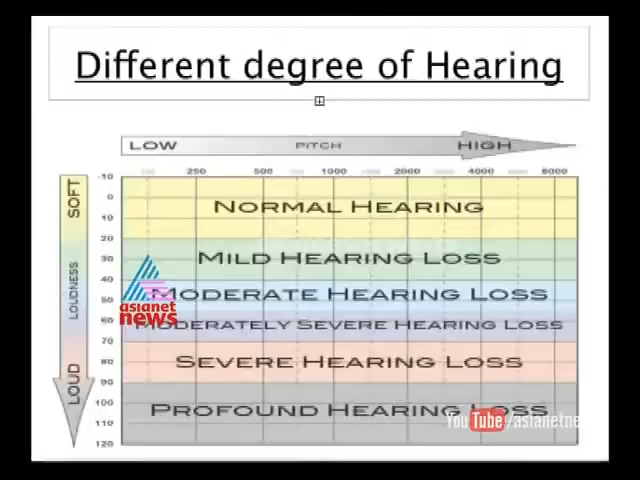 Different degree of Hearing
LOW PITCH HIGH
250 500 1000 2000 4000 8000
SOFT
LOUDNESS
LOUD
-10
0
NORMAL HEARING
10
20
MILD HEARING LOSS
30
40
MODERATE HEARING LOSS
50
60
MODERATELY SEVERE HEARING LOSS
70
SEVERE HEARING LOSS
80
90
100
PROFOUND HEARING LOSS
110
120
asianet
news
YouTube/asianetne